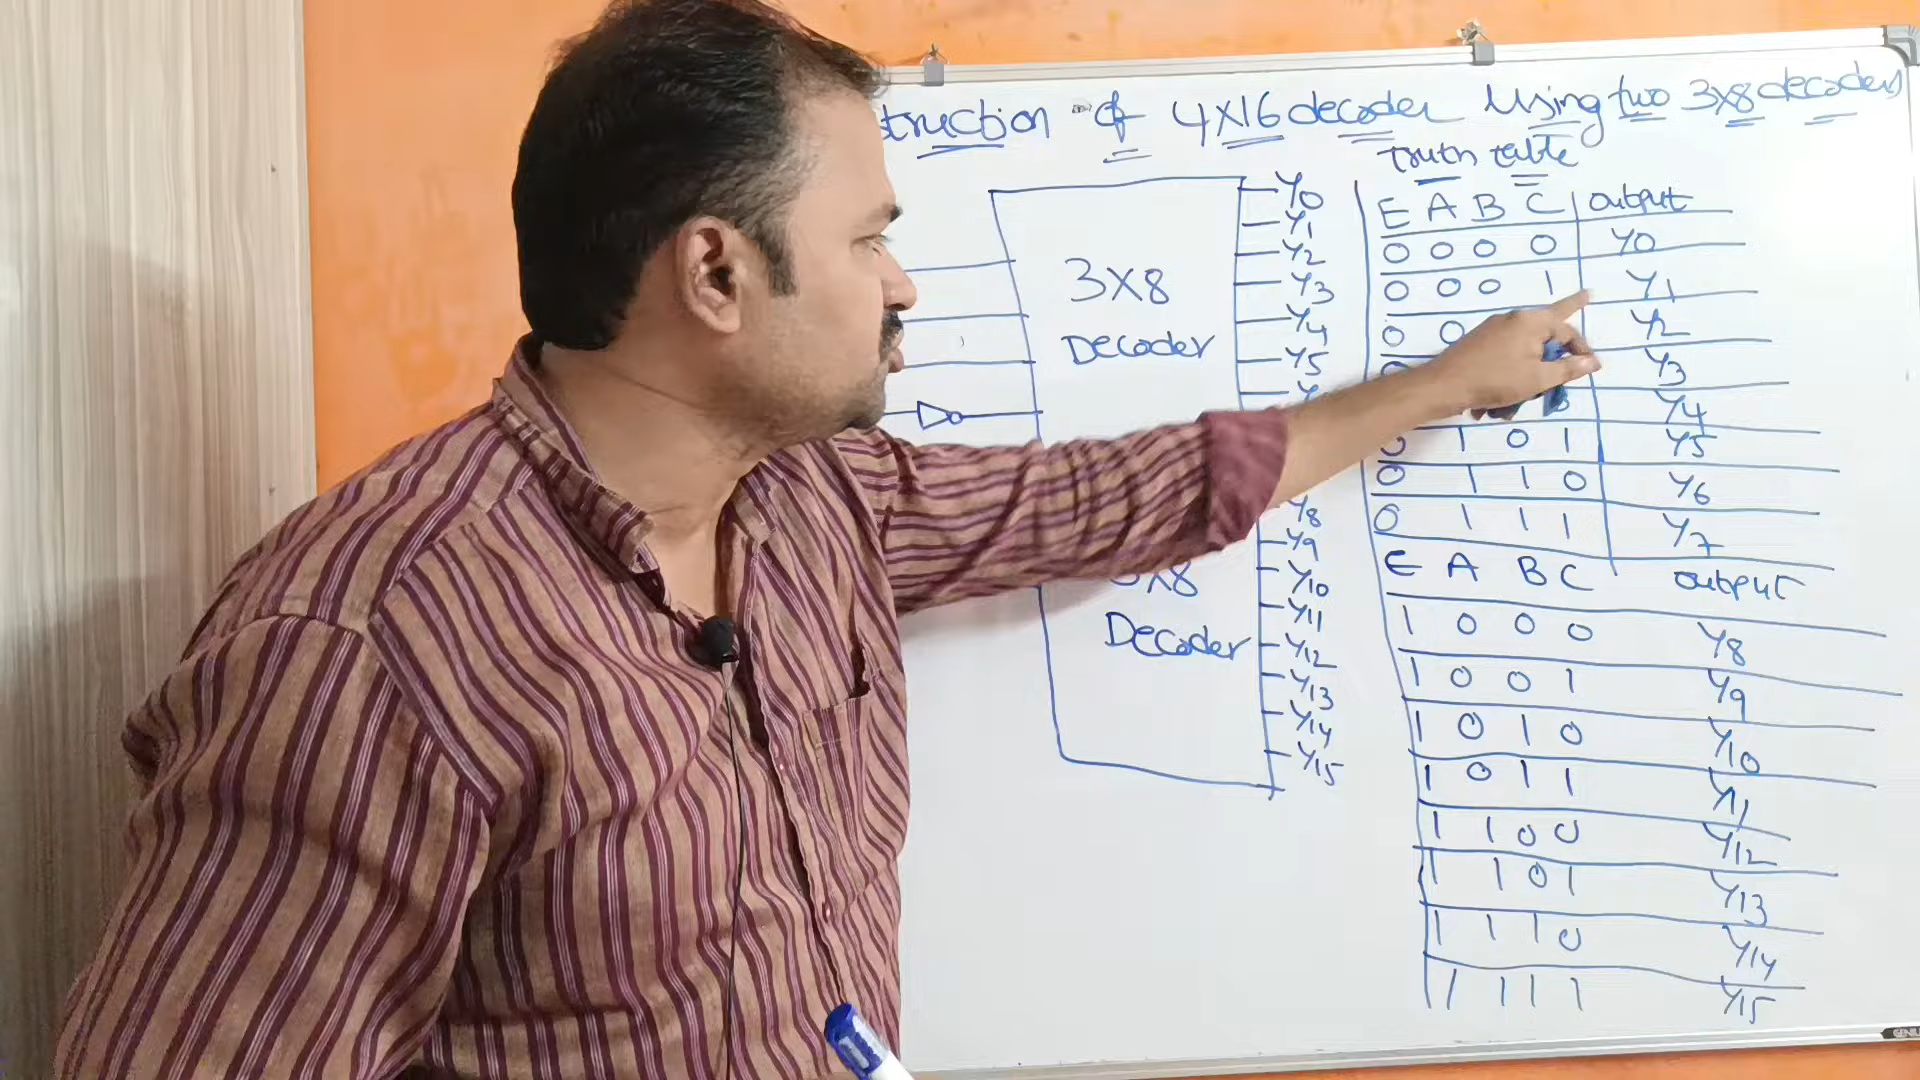 struction of 4X16 decoder Using two 3X8 decoders
Truth table
3X8
Decoder
Y0
Y1
Y2
Y3
Y4
Y5
Y8
Y9
Y10
Y11
Y12
Y13
Y14
Y15
Decoder
E A B C output
0 0 0 0 Y0
0 0 0 1 Y1
0 0 Y2
Y3
Y4
1 0 1 Y5
0 1 1 0 Y6
0 1 1 1 Y7
E A B C output
1 0 0 0 Y8
1 0 0 1 Y9
1 0 1 0 Y10
1 0 1 1 Y11
1 1 0 0 Y12
1 1 0 1 Y13
1 1 1 0 Y14
1 1 1 1 Y15